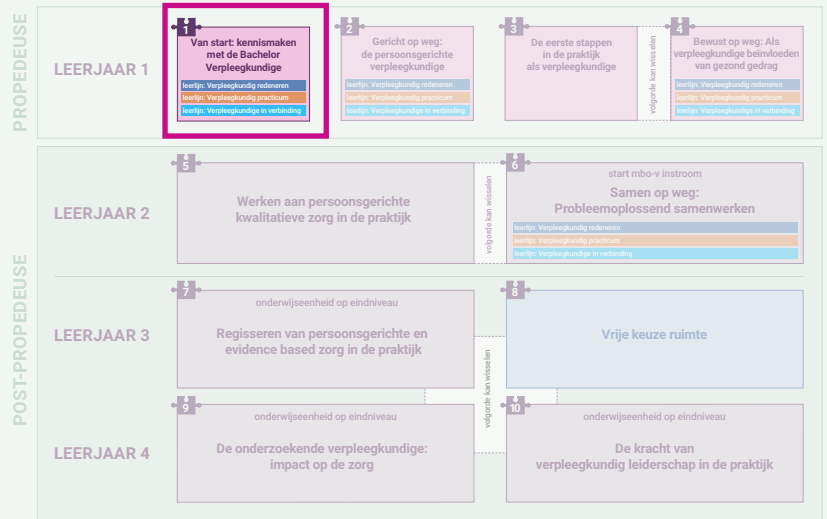 PROPEDEUSE
LEERJAAR 1
1
Van start: kennismaken
met de Bachelor
Verpleegkundige
leerlijn: Verpleegkundig redeneren
leerlijn: Verpleegkundig practicum
leerlijn: Verpleegkundige in verbinding
2
Gericht op weg:
de persoonsgerichte
verpleegkundige
leerlijn: Verpleegkundig redeneren
leerlijn: Verpleegkundig practicum
leerlijn: Verpleegkundige in verbinding
3
De eerste stappen
in de praktijk
als verpleegkundige
volgorde kan wisselen
4
Bewust op weg: Als
verpleegkundige beïnvloeden
van gezond gedrag
leerlijn: Verpleegkundig redeneren
leerlijn: Verpleegkundig practicum
leerlijn: Verpleegkundige in verbinding
POST-PROPEDEUSE
LEERJAAR 2
5
Werken aan persoonsgerichte
kwalitatieve zorg in de praktijk
volgorde kan wisselen
6
start mbo-v instroom
Samen op weg:
Probleemoplossend samenwerken
leerlijn: Verpleegkundig redeneren
leerlijn: Verpleegkundig practicum
leerlijn: Verpleegkundige in verbinding
LEERJAAR 3
7
onderwijseenheid op eindniveau
Regisseren van persoonsgerichte en
evidence based zorg in de praktijk
8
Vrije keuze ruimte
volgorde kan wisselen
LEERJAAR 4
9
onderwijseenheid op eindniveau
De onderzoekende verpleegkundige:
impact op de zorg
10
onderwijseenheid op eindniveau
De kracht van
verpleegkundig leiderschap in de praktijk